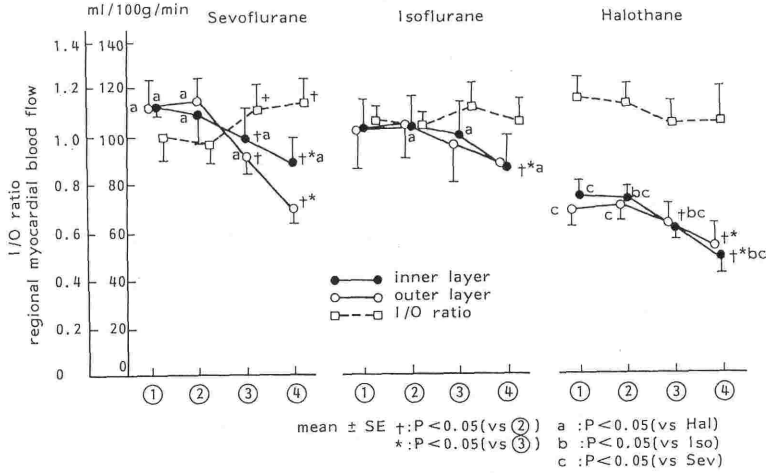 ml/100g/min
Sevoflurane Isoflurane Halothane
I/O ratio
regional myocardial blood flow
1.4 140
1.2 120
1.0 100
0.8 80
0.6 60
0.4 40
0.2 20
0 0
a a a a a + † †a a † †*a †*
a a †*a
c c bc c †bc †* †*bc
inner layer
outer layer
I/O ratio
① ② ③ ④ ① ② ③ ④ ① ② ③ ④
mean ± SE †:P<0.05(vs ②) a :P<0.05(vs Hal)
*:P<0.05(vs ③) b :P<0.05(vs Iso)
c :P<0.05(vs Sev)